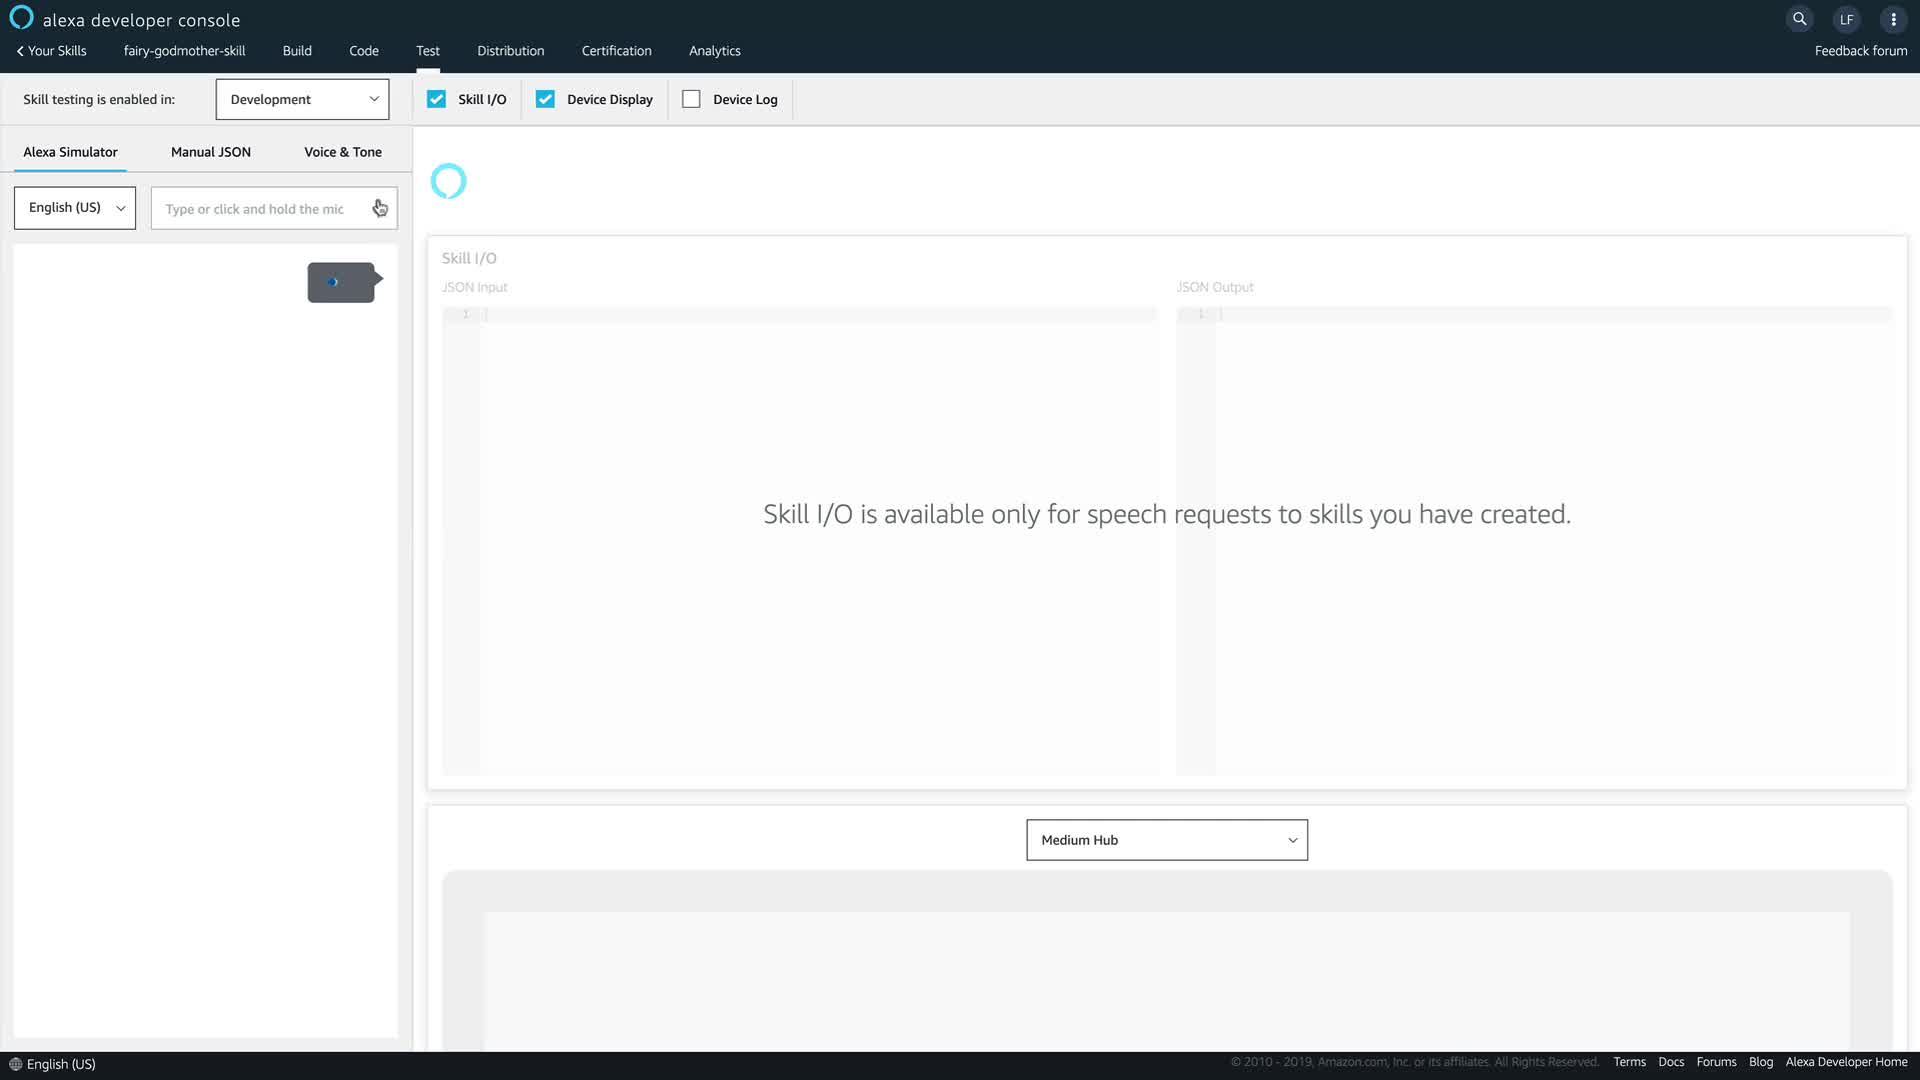 alexa developer console
LF
Your Skills
fairy-godmother-skill
Build
Code
Test
Distribution
Certification
Analytics
Feedback forum
Skill testing is enabled in:
Development
Skill I/O
Device Display
Device Log
Alexa Simulator
Manual JSON
Voice & Tone
English (US)
Type or click and hold the mic
Skill I/O
JSON Input
JSON Output
1
1
Skill I/O is available only for speech requests to skills you have created.
Medium Hub
English (US)
© 2010 - 2019, Amazon.com, Inc. or its affiliates. All Rights Reserved.
Terms
Docs
Forums
Blog
Alexa Developer Home